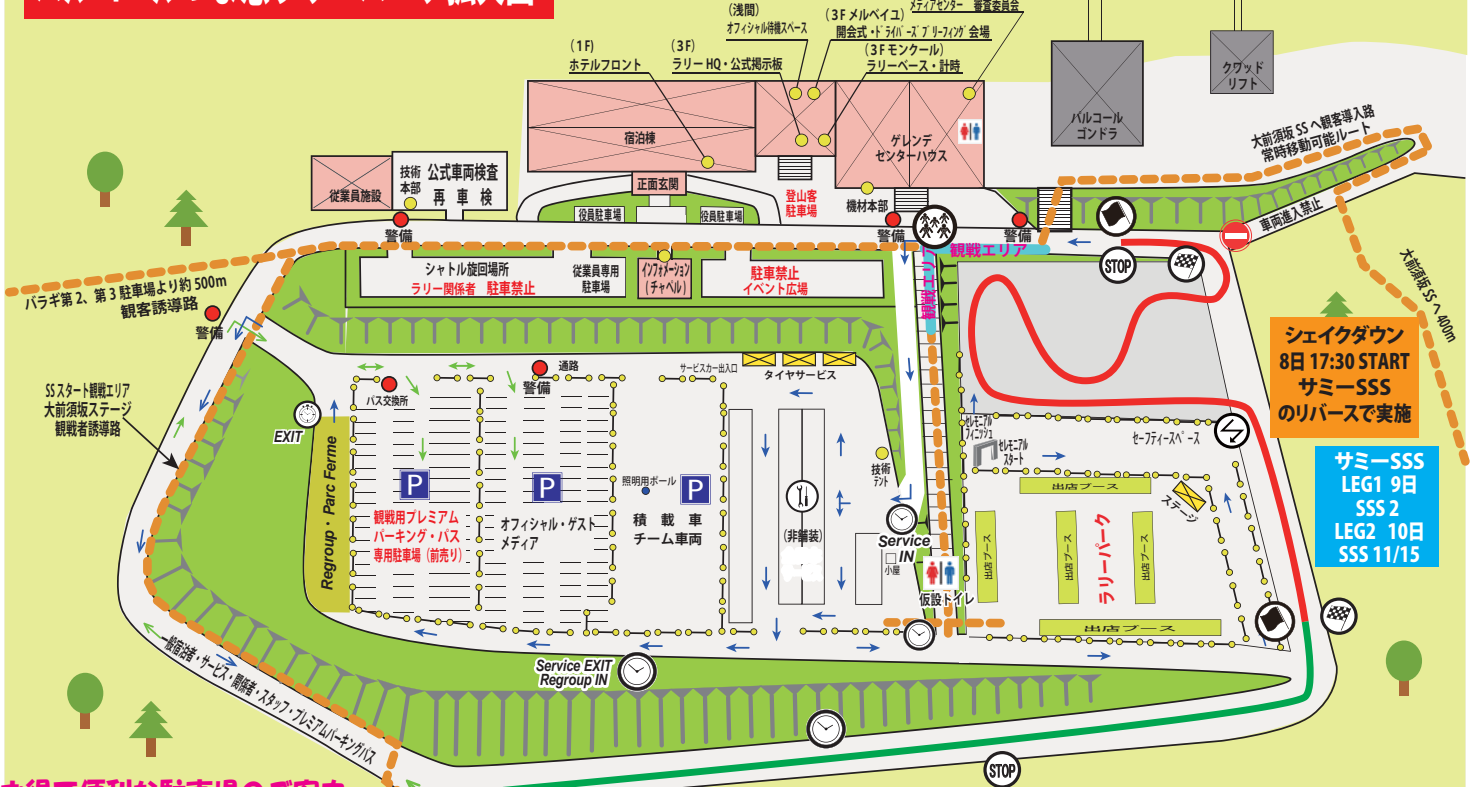 (浅間)
オフィシャル待機スペース
メディアセンター 審査委員会
(3F メルベイユ)
開会式・ドライバーズブリーフィング会場
(3F モンクール)
ラリーベース・計時
(1F)
ホテルフロント
(3F)
ラリーHQ・公式掲示板
クワッド
リフト
パルコール
ゴンドラ
宿泊棟
ゲレンデ
センターハウス
大前須坂 SS へ観客導入路
常時移動可能ルート
従業員施設
技術
本部
公式車両検査
再車検
正面玄関
役員駐車場
役員駐車場
登山客
駐車場
機材本部
警備
警備
警備
車両進入禁止
観戦エリア
観戦エリア
STOP
シャトル旋回場所
ラリー関係者 駐車禁止
従業員専用
駐車場
インフォメーション
(チャペル)
駐車禁止
イベント広場
バラギ第2、第3駐車場より約500m
観客誘導路
警備
大前須坂 SS へ 400m
シェイクダウン
8日 17:30 START
サミーSSS
のリバースで実施
サミーSSS
LEG1 9日
SSS 2
LEG2 10日
SSS 11/15
SSスタート観戦エリア
大前須坂ステージ
観戦者誘導路
EXIT
Regroup・Parc Ferme
バス交換所
警備
通路
サービスカー出入口
タイヤサービス
P
P
P
観戦用プレミアム
パーキング・バス
専用駐車場(前売り)
オフィシャル・ゲスト
メディア
照明用ポール
積載車
チーム車両
(非舗装)
技術
テント
Service
IN
小屋
仮設トイレ
セレモニアル
フィニッシュ
セレモニアル
スタート
セーフティースペース
出店ブース
出店ブース
出店ブース
出店ブース
出店ブース
ラリーパーク
ステージ
Service EXIT
Regroup IN
一般宿泊者・サービス・関係者・スタッフ・プレミアムパーキングバス
STOP